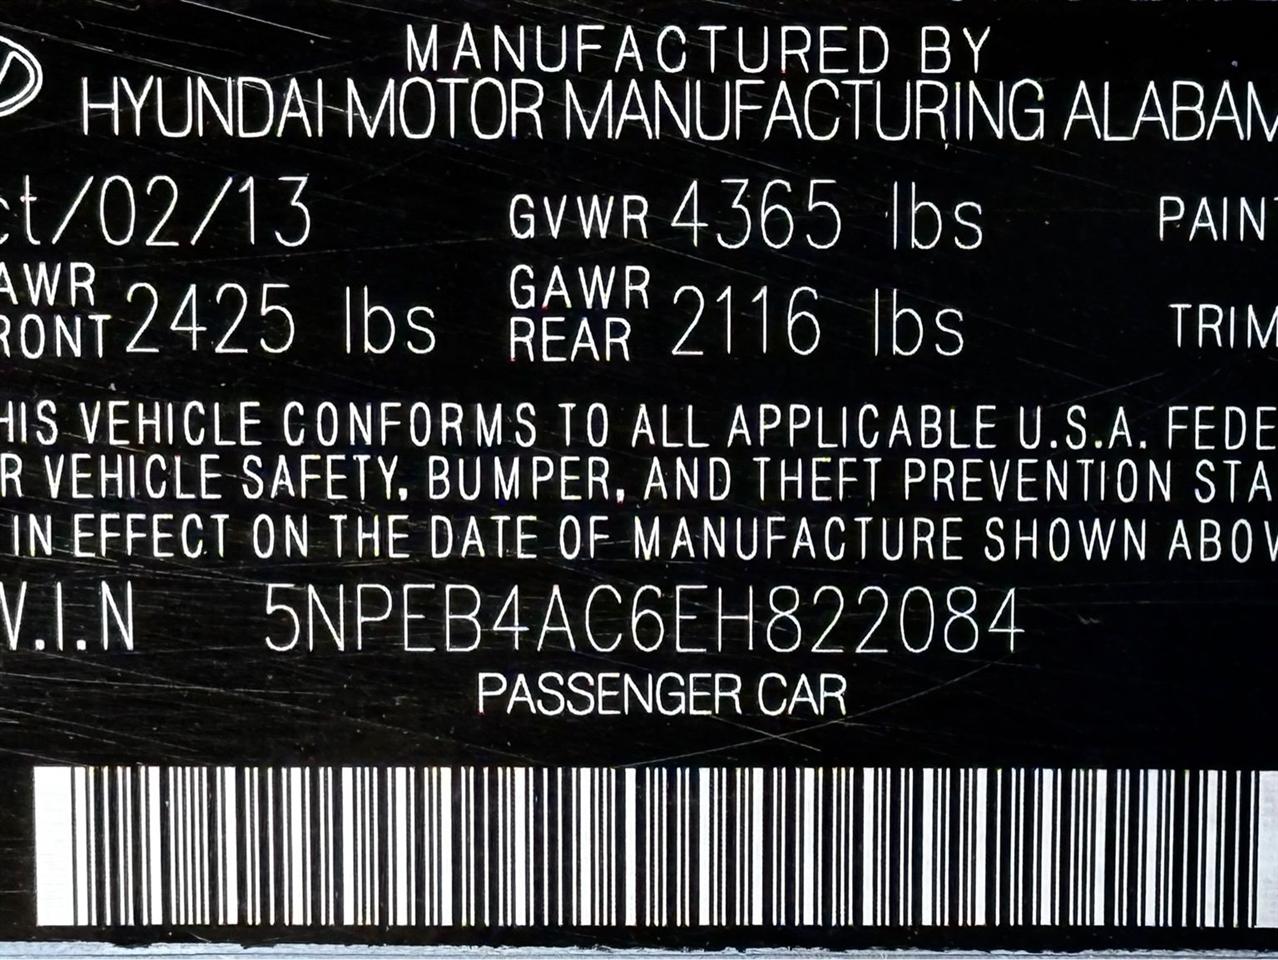 MANUFACTURED BY
HYUNDAI MOTOR MANUFACTURING ALABAM
ct/02/13 GVWR 4365 lbs PAINT
AWR FRONT 2425 lbs GAWR REAR 2116 lbs TRIM
HIS VEHICLE CONFORMS TO ALL APPLICABLE U.S.A. FEDE
R VEHICLE SAFETY, BUMPER, AND THEFT PREVENTION STA
IN EFFECT ON THE DATE OF MANUFACTURE SHOWN ABOV
V.I.N 5NPEB4AC6EH822084
PASSENGER CAR